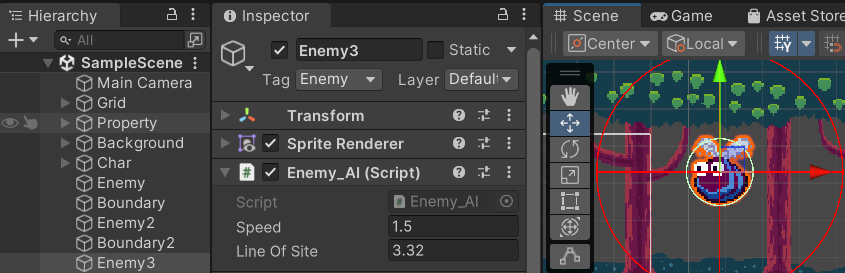 Hierarchy
All
SampleScene
Main Camera
Grid
Property
Background
Char
Enemy
Boundary
Enemy2
Boundary2
Enemy3
Inspector
Enemy3
Static
Tag Enemy Layer Defaul
Transform
Sprite Renderer
Enemy_AI (Script)
Script Enemy_AI
Speed 1.5
Line Of Site 3.32
Scene Game Asset Store
Center Local